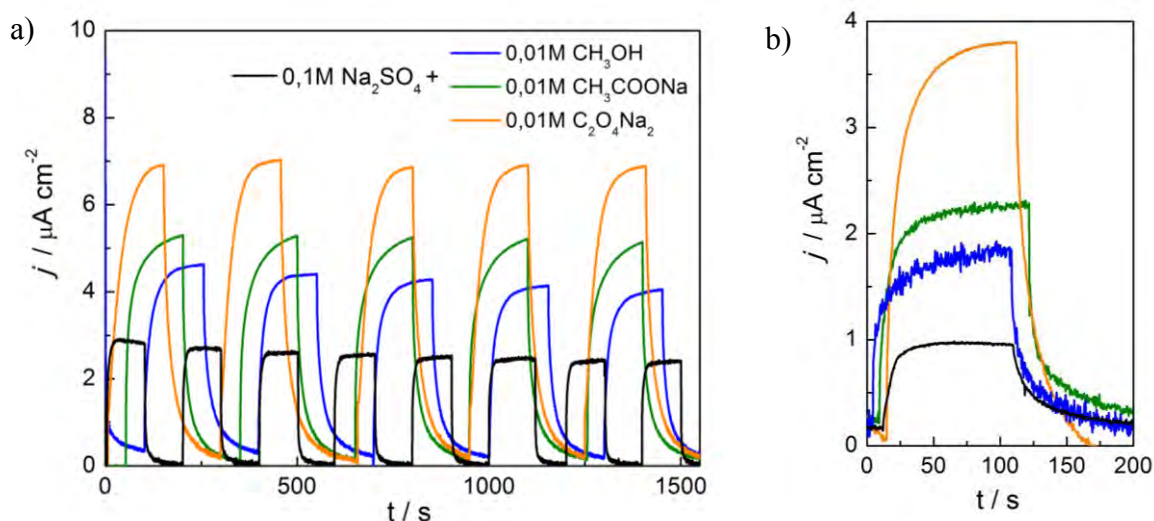 a)
10
8
6
4
2
0
j / μA cm⁻²
0,1M Na₂SO₄ +
0,01M CH₃OH
0,01M CH₃COONa
0,01M C₂O₄Na₂
0 500 1000 1500
t / s
b)
4
3
2
1
0
j / μA cm⁻²
0 50 100 150 200
t / s